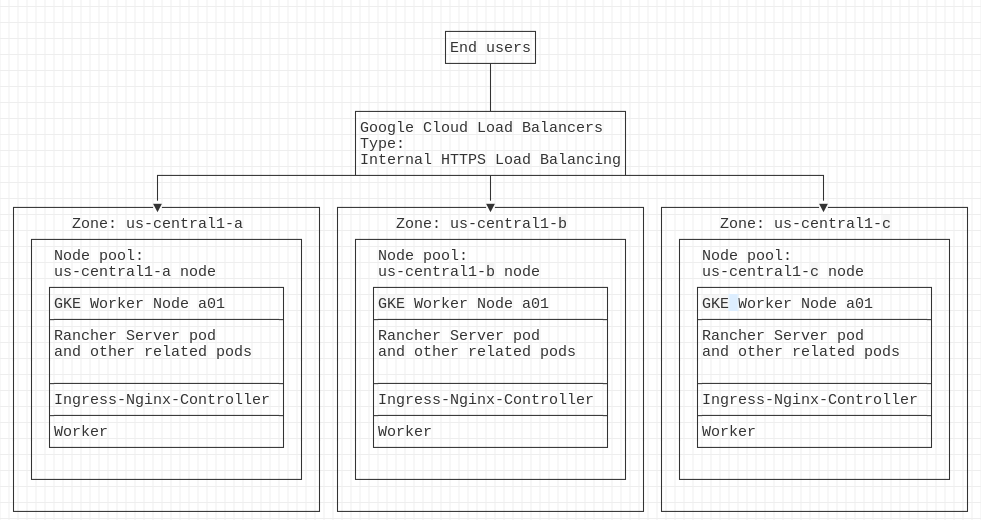 End users
Google Cloud Load Balancers
Type:
Internal HTTPS Load Balancing
Zone: us-central1-a
Node pool:
us-central1-a node
GKE Worker Node a01
Rancher Server pod
and other related pods
Ingress-Nginx-Controller
Worker
Zone: us-central1-b
Node pool:
us-central1-b node
GKE Worker Node a01
Rancher Server pod
and other related pods
Ingress-Nginx-Controller
Worker
Zone: us-central1-c
Node pool:
us-central1-c node
GKE Worker Node a01
Rancher Server pod
and other related pods
Ingress-Nginx-Controller
Worker